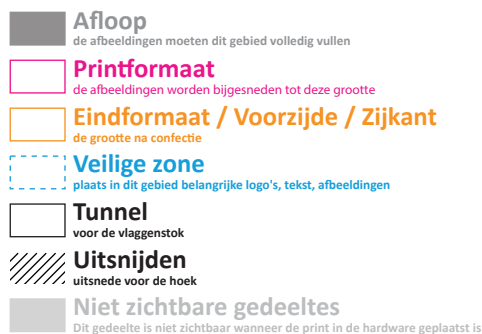 Afloop
de afbeeldingen moeten dit gebied volledig vullen
Printformaat
de afbeeldingen worden bijgesneden tot deze grootte
Eindformaat / Voorzijde / Zijkant
de grootte na confectie
Veilige zone
plaats in dit gebied belangrijke logo's, tekst, afbeeldingen
Tunnel
voor de vlaggenstok
Uitsnijden
uitsnede voor de hoek
Niet zichtbare gedeeltes
Dit gedeelte is niet zichtbaar wanneer de print in de hardware geplaatst is